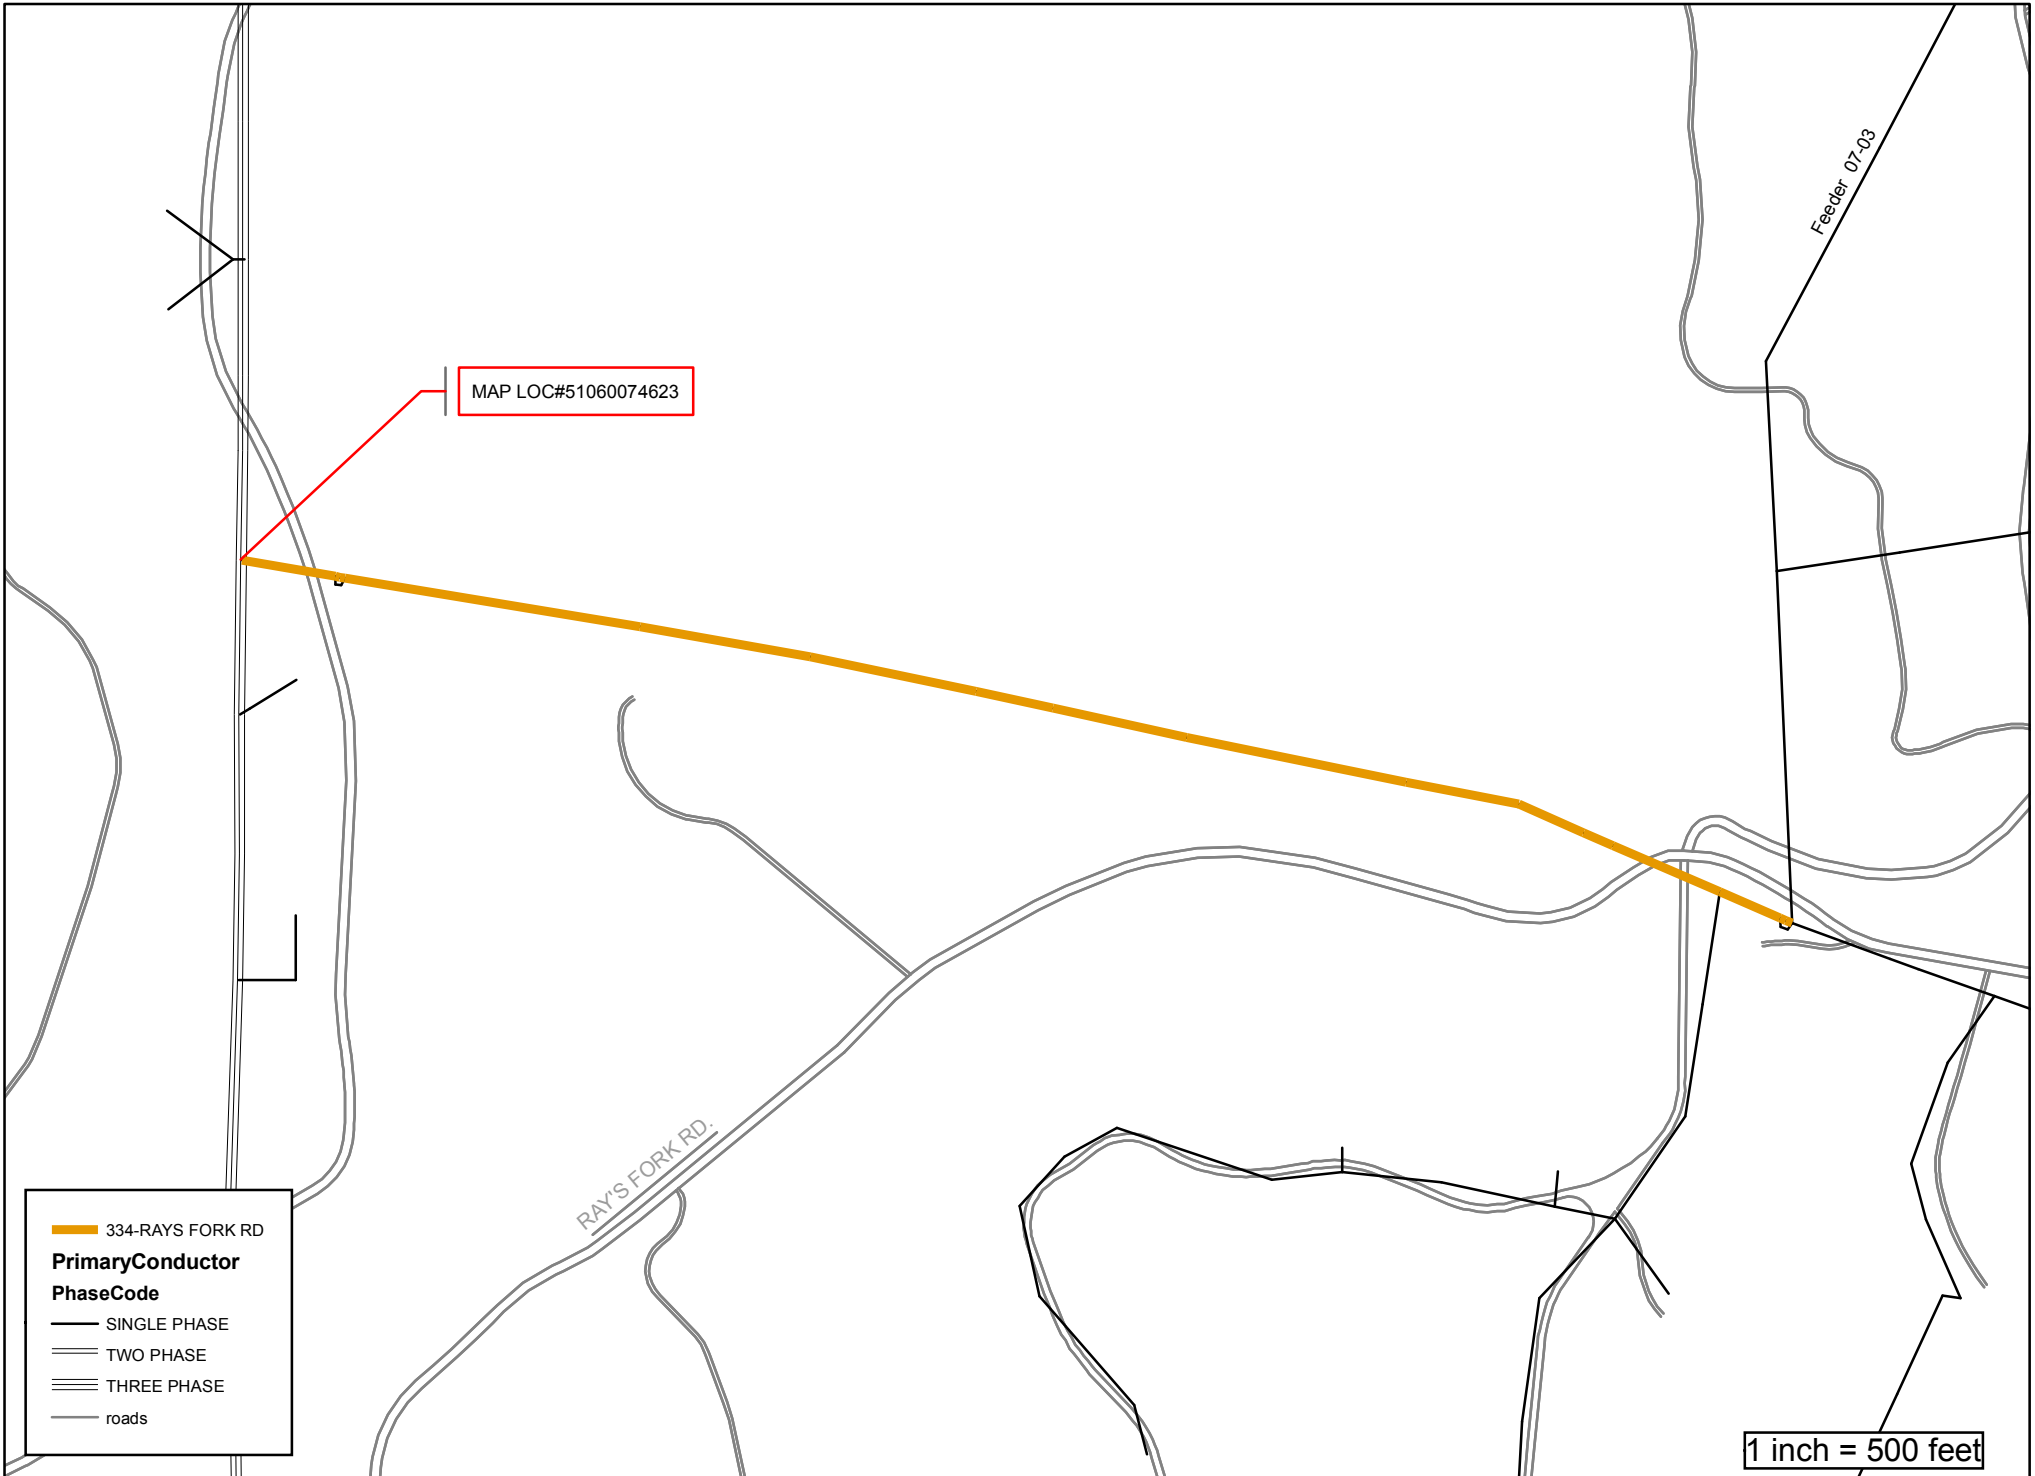 Feeder 07-03
MAP LOC#51060074623
RAY'S FORK RD.
334-RAYS FORK RD
PrimaryConductor
PhaseCode
SINGLE PHASE
TWO PHASE
THREE PHASE
roads
1 inch = 500 feet